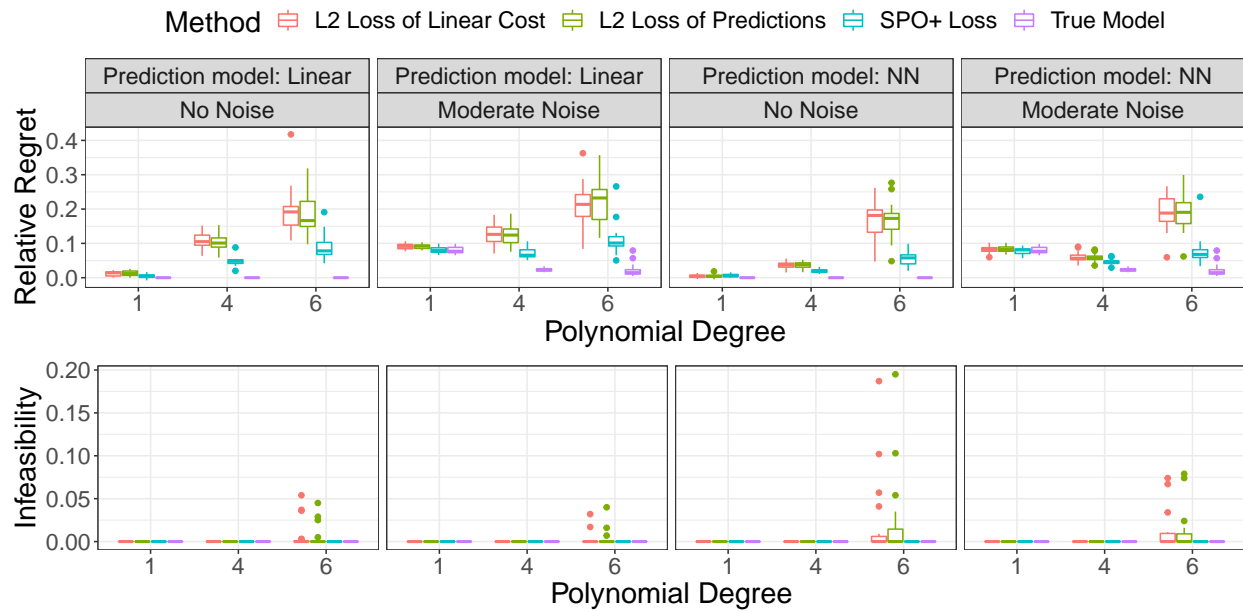 Method L2 Loss of Linear Cost L2 Loss of Predictions SPO+ Loss True Model
Prediction model: Linear Prediction model: Linear Prediction model: NN Prediction model: NN
No Noise Moderate Noise No Noise Moderate Noise
Relative Regret
0.4
0.3
0.2
0.1
0.0
1 4 6 1 4 6 1 4 6 1 4 6
Polynomial Degree
Infeasibility
0.20
0.15
0.10
0.05
0.00
1 4 6 1 4 6 1 4 6 1 4 6
Polynomial Degree